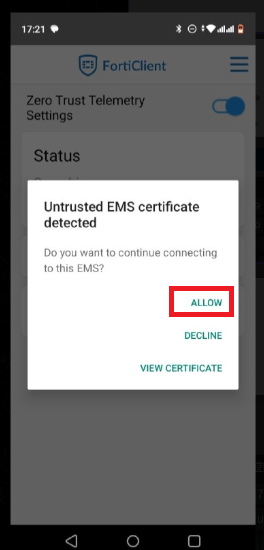 17:21
FortiClient
Zero Trust Telemetry
Settings
Status
Untrusted EMS certificate
detected
Do you want to continue connecting
to this EMS?
ALLOW
DECLINE
VIEW CERTIFICATE